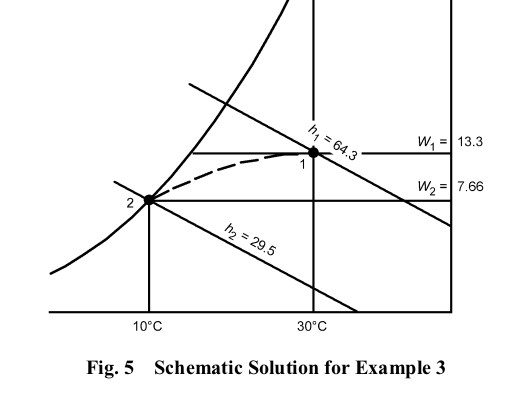 h₁ = 64.3
W₁ = 13.3
1
W₂ = 7.66
2
h₂ = 29.5
10°C 30°C
Fig. 5 Schematic Solution for Example 3